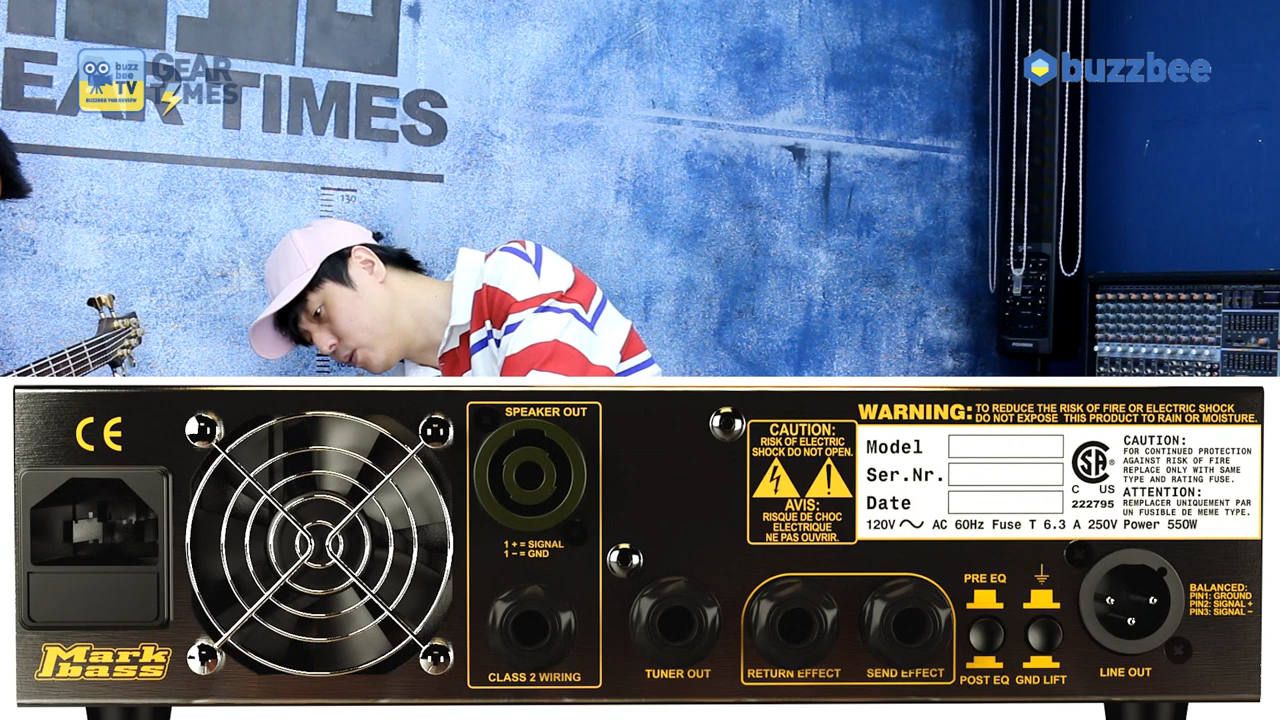 EAR TIMES
buzz
bee
TV
BUZZBEE TUBE REVIEW
GEAR
TIMES
buzzbee
130
SPEAKER OUT
1 + = SIGNAL
1 − = GND
CLASS 2 WIRING
Mark
bass
TUNER OUT
RETURN EFFECT
SEND EFFECT
CAUTION:
RISK OF ELECTRIC
SHOCK DO NOT OPEN.
AVIS:
RISQUE DE CHOC
ELECTRIQUE
NE PAS OUVRIR.
WARNING: TO REDUCE THE RISK OF FIRE OR ELECTRIC SHOCK
DO NOT EXPOSE THIS PRODUCT TO RAIN OR MOISTURE.
Model
Ser.Nr.
Date
120V AC 60Hz Fuse T 6.3 A 250V Power 550W
CSA ®
C US
222795
CAUTION:
FOR CONTINUED PROTECTION
AGAINST RISK OF FIRE
REPLACE ONLY WITH SAME
TYPE AND RATING FUSE.
ATTENTION:
REMPLACER UNIQUEMENT PAR
UN FUSIBLE DE MEME TYPE.
PRE EQ
POST EQ
GND LIFT
BALANCED:
PIN1: GROUND
PIN2: SIGNAL +
PIN3: SIGNAL −
LINE OUT
CE